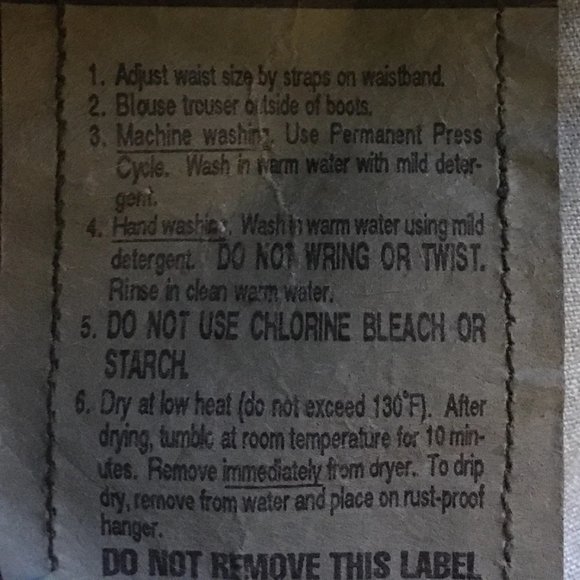 1. Adjust waist size by straps on waistband.
2. Blouse trouser outside of boots.
3. Machine washing. Use Permanent Press
Cycle. Wash in warm water with mild deter-
gent.
4. Hand washing. Wash in warm water using mild
detergent. DO NOT WRING OR TWIST.
Rinse in clean warm water.
5. DO NOT USE CHLORINE BLEACH OR
STARCH.
6. Dry at low heat (do not exceed 130°F). After
drying, tumble at room temperature for 10 min-
utes. Remove immediately from dryer. To drip
dry, remove from water and place on rust-proof
hanger.
DO NOT REMOVE THIS LABEL